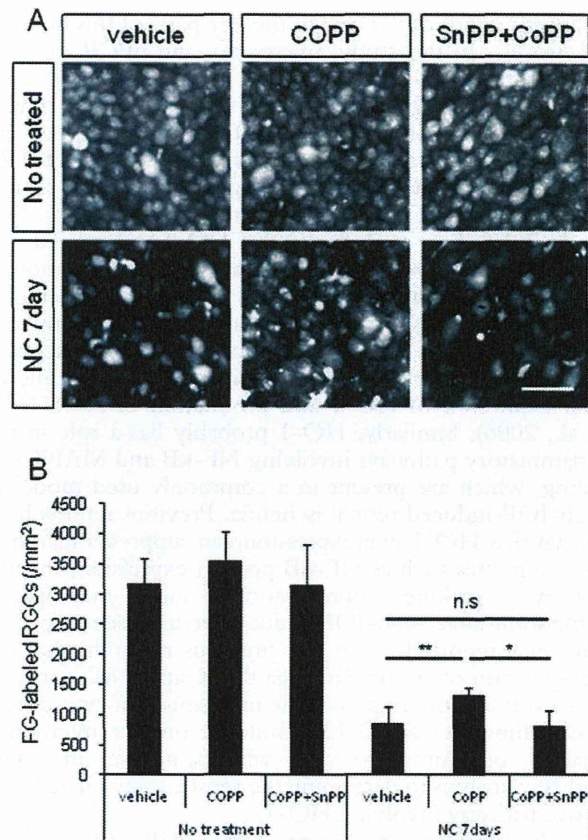 A
vehicle
COPP
SnPP+CoPP
No treated
NC 7day
B
FG-labeled RGCs (/mm²)
4500
4000
3500
3000
2500
2000
1500
1000
500
0
n.s
**
*
vehicle
COPP
CoPP+SnPP
vehicle
COPP
CoPP+SnPP
No treatment
NC 7days